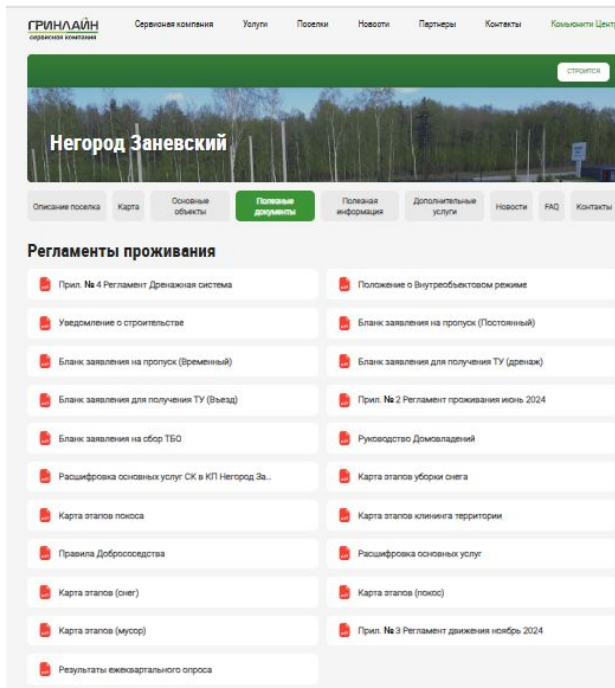 ГРИНЛАЙН
сервисная компания
Сервисная компания Услуги Поселки Новости Партнеры Контакты Комьюнити Цент
СТРОИТСЯ
Негород Заневский
Описание поселка Карта Основные объекты Полезные документы Полезная информация Дополнительные услуги Новости FAQ Контакты
Регламенты проживания
Прил. № 4 Регламент Дренажная система
Положение о Внутреобъектовом режиме
Уведомление о строительстве
Бланк заявления на пропуск (Постоянный)
Бланк заявления на пропуск (Временный)
Бланк заявления для получения ТУ (дренаж)
Бланк заявления для получения ТУ (Въезд)
Прил. № 2 Регламент проживания июнь 2024
Бланк заявления на сбор ТБО
Руководство Домовладений
Расшифровка основных услуг СК в КП Негород За...
Карта этапов уборки снега
Карта этапов покоса
Карта этапов клининга территории
Правила Добрососедства
Расшифровка основных услуг
Карта этапов (снег)
Карта этапов (покос)
Карта этапов (мусор)
Прил. № 3 Регламент движения ноябрь 2024
Результаты ежеквартального опроса